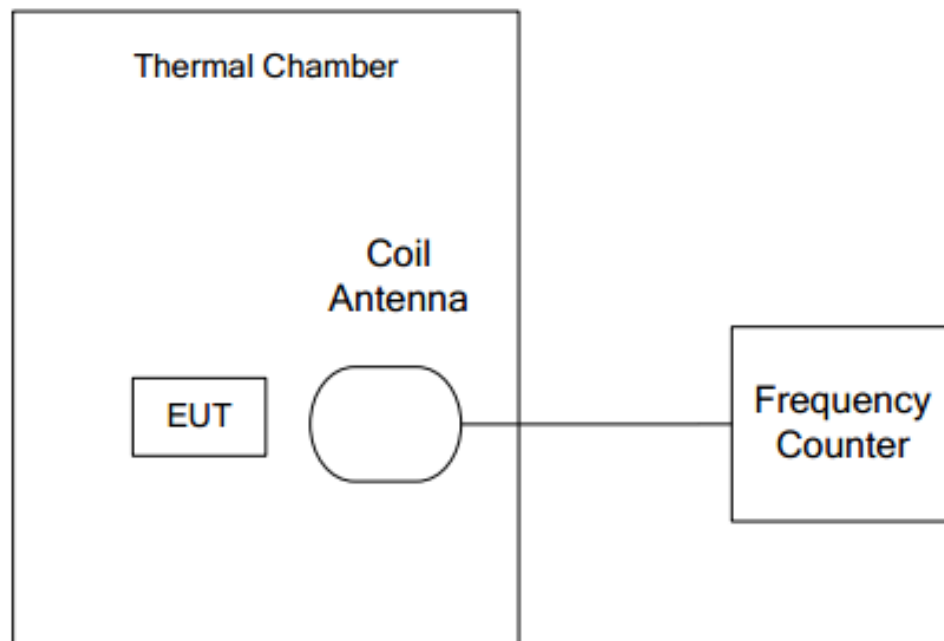 Thermal Chamber
Coil
Antenna
EUT
Frequency
Counter